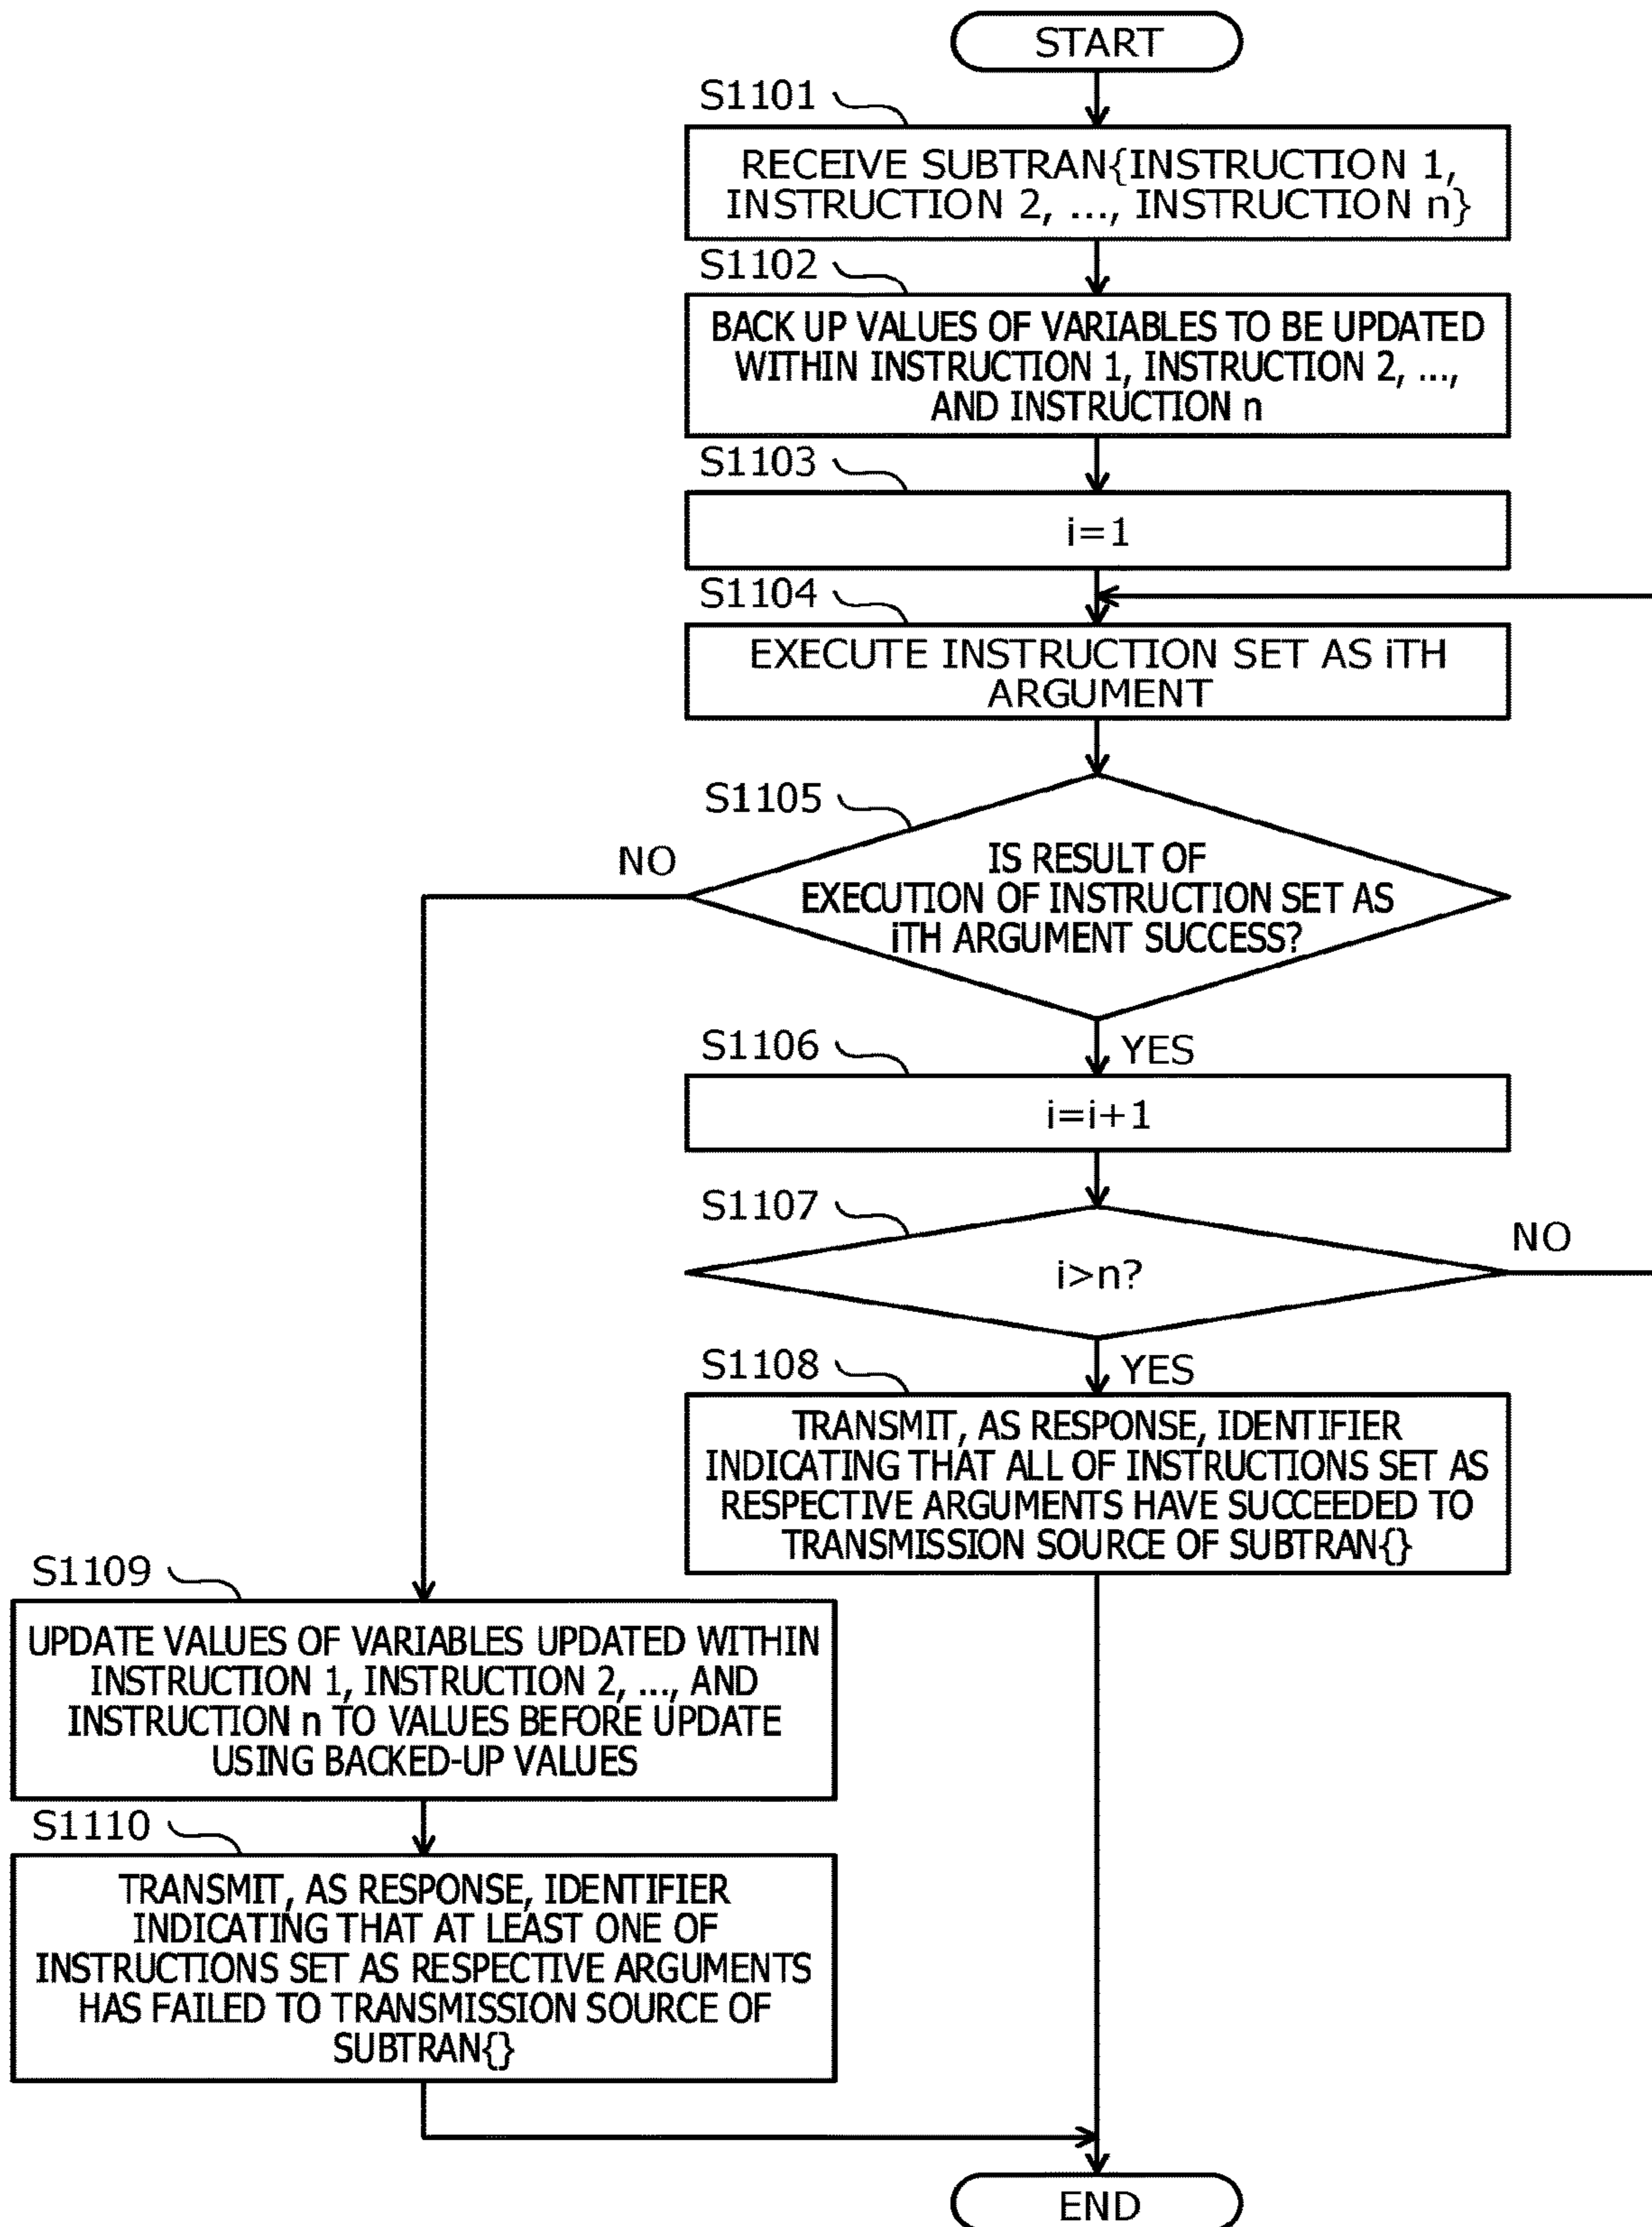 START
S1101
RECEIVE SUBTRAN{INSTRUCTION 1,
INSTRUCTION 2, ..., INSTRUCTION n}
S1102
BACK UP VALUES OF VARIABLES TO BE UPDATED
WITHIN INSTRUCTION 1, INSTRUCTION 2, ...,
AND INSTRUCTION n
S1103
i=1
S1104
EXECUTE INSTRUCTION SET AS iTH
ARGUMENT
S1105
NO
IS RESULT OF
EXECUTION OF INSTRUCTION SET AS
iTH ARGUMENT SUCCESS?
S1106
YES
i=i+1
S1107
NO
i>n?
S1108
YES
TRANSMIT, AS RESPONSE, IDENTIFIER
INDICATING THAT ALL OF INSTRUCTIONS SET AS
RESPECTIVE ARGUMENTS HAVE SUCCEEDED TO
TRANSMISSION SOURCE OF SUBTRAN{}
S1109
UPDATE VALUES OF VARIABLES UPDATED WITHIN
INSTRUCTION 1, INSTRUCTION 2, ..., AND
INSTRUCTION n TO VALUES BEFORE UPDATE
USING BACKED-UP VALUES
S1110
TRANSMIT, AS RESPONSE, IDENTIFIER
INDICATING THAT AT LEAST ONE OF
INSTRUCTIONS SET AS RESPECTIVE ARGUMENTS
HAS FAILED TO TRANSMISSION SOURCE OF
SUBTRAN{}
END